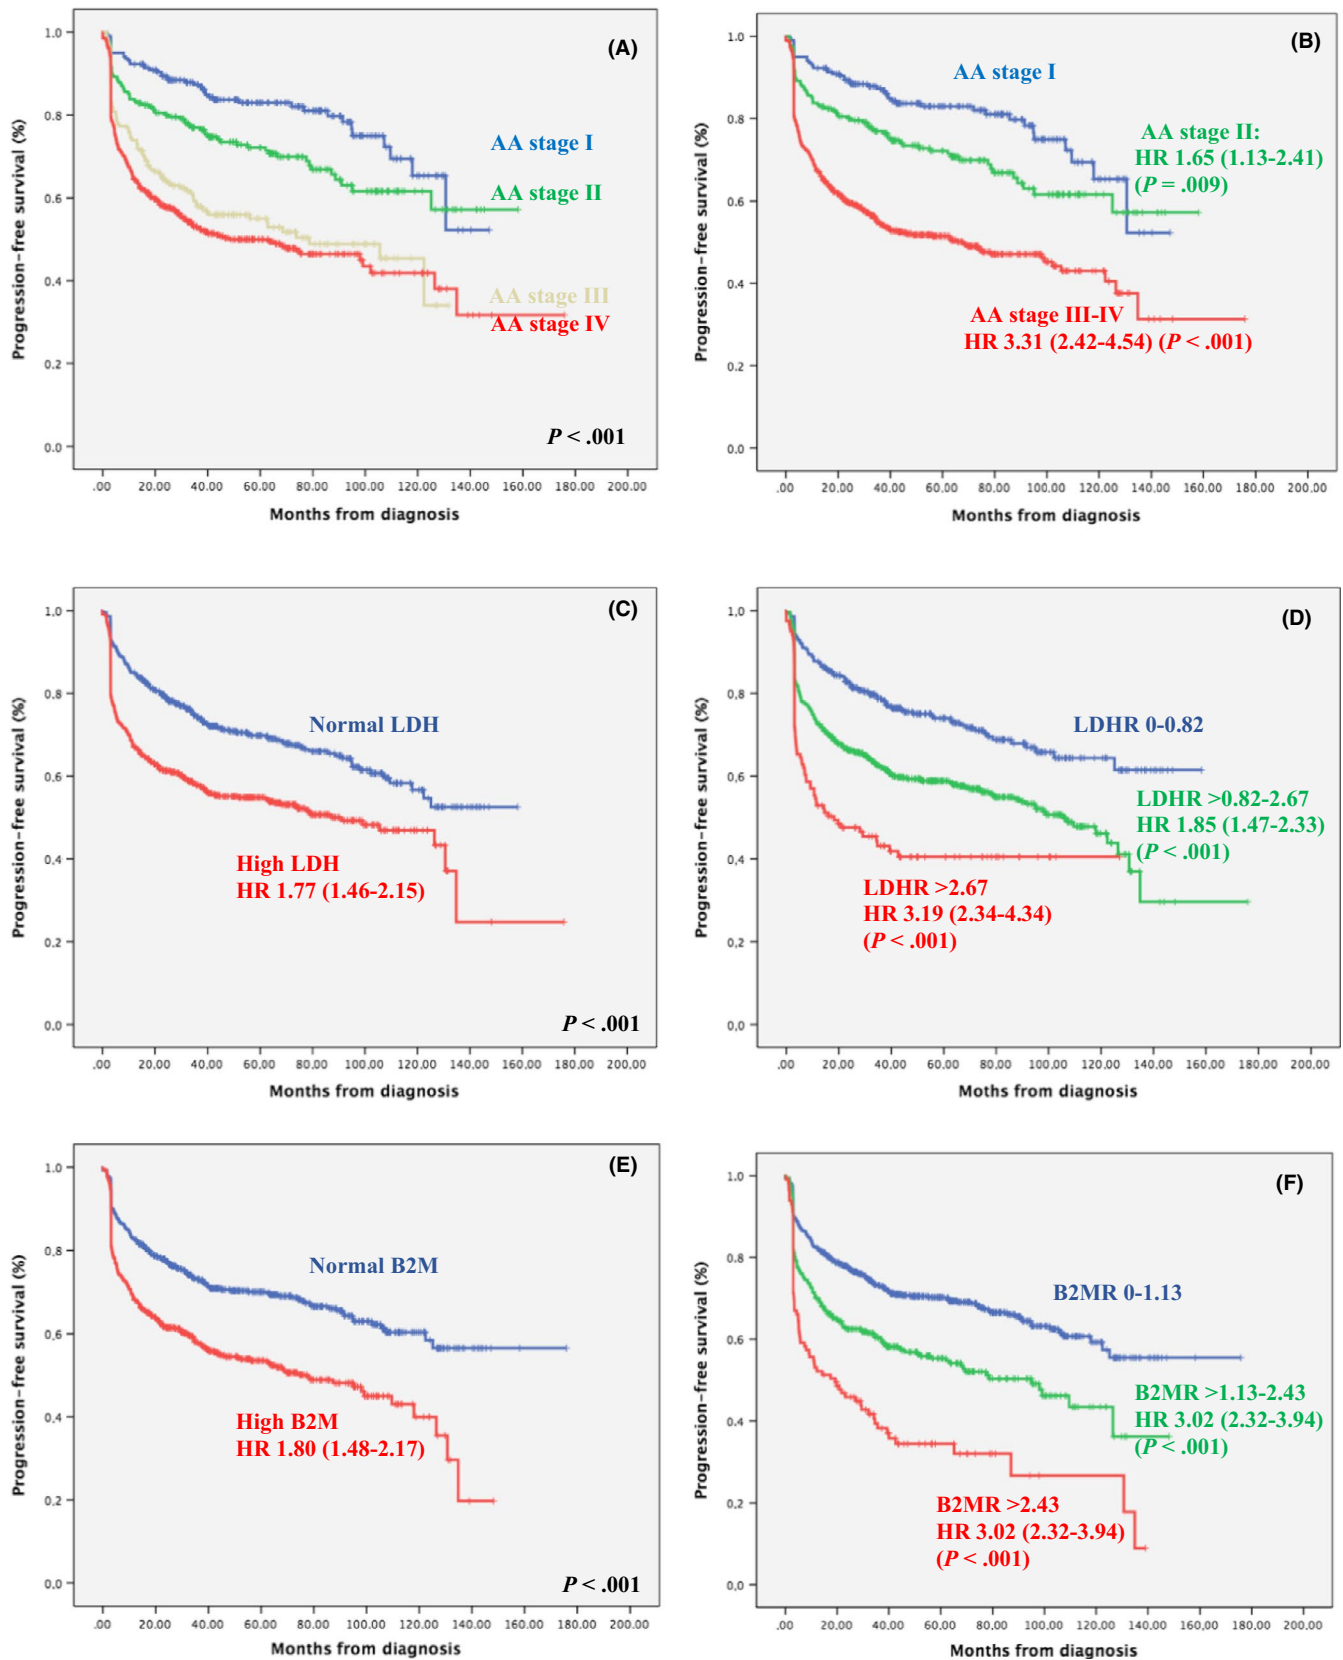 (A)
1.0
0.8
0.6
0.4
0.2
0.0
Progression-free survival (%)
AA stage I
AA stage II
AA stage III
AA stage IV
P < .001
.00 20.00 40.00 60.00 80.00 100.00 120.00 140.00 160.00 180.00 200.00
Months from diagnosis
(B)
1.0
0.8
0.6
0.4
0.2
0.0
Progression-free survival (%)
AA stage I
AA stage II:
HR 1.65 (1.13-2.41)
(P = .009)
AA stage III-IV
HR 3.31 (2.42-4.54) (P < .001)
.00 20.00 40.00 60.00 80.00 100.00 120.00 140.00 160.00 180.00 200.00
Months from diagnosis
(C)
1,0
0,8
0,6
0,4
0,2
0,0
Progression-free survival (%)
Normal LDH
High LDH
HR 1.77 (1.46-2.15)
P < .001
.00 20.00 40.00 60.00 80.00 100.00 120.00 140.00 160.00 180.00 200.00
Months from diagnosis
(D)
1,0
0,8
0,6
0,4
0,2
0,0
Progression-free survival (%)
LDHR 0-0.82
LDHR >0.82-2.67
HR 1.85 (1.47-2.33)
(P < .001)
LDHR >2.67
HR 3.19 (2.34-4.34)
(P < .001)
.00 20.00 40.00 60.00 80.00 100.00 120.00 140.00 160.00 180.00 200.00
Moths from diagnosis
(E)
1.0
0,8
0,6
0,4
0,2
0,0
Progression-free survival (%)
Normal B2M
High B2M
HR 1.80 (1.48-2.17)
P < .001
.00 20.00 40.00 60.00 80.00 100.00 120.00 140.00 160.00 180.00 200.00
Months from diagnosis
(F)
1.0
0,8
0,6
0,4
0,2
0,0
Progression-free survival (%)
B2MR 0-1.13
B2MR >1.13-2.43
HR 3.02 (2.32-3.94)
(P < .001)
B2MR >2.43
HR 3.02 (2.32-3.94)
(P < .001)
.00 20.00 40.00 60.00 80.00 100.00 120.00 140.00 160.00 180.00 200.00
Months from diagnosis